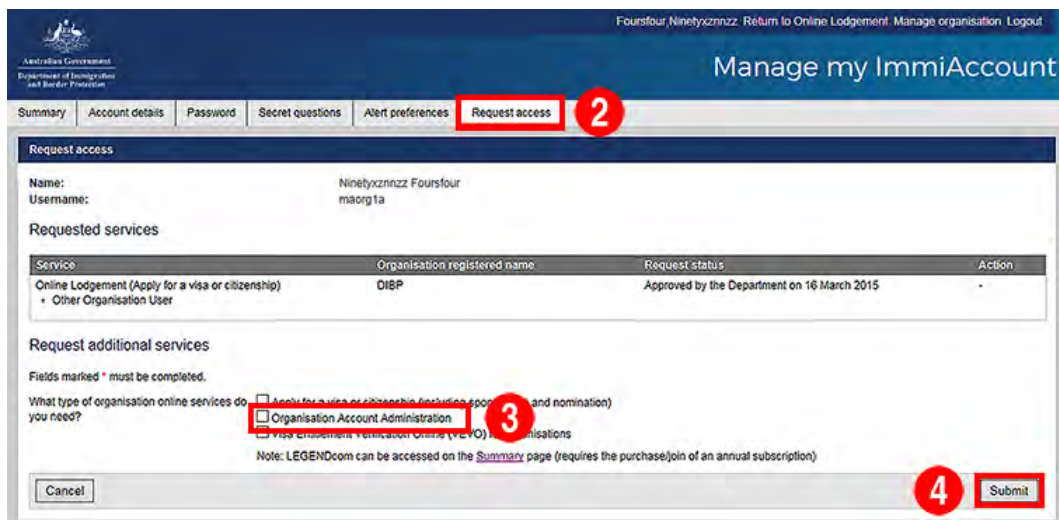 Foursfour,Ninetyxznnzz Return to Online Lodgement Manage organisation Logout
Australian Government
Department of Immigration
and Border Protection
Manage my ImmiAccount
Summary Account details Password Secret questions Alert preferences Request access 2
Request access
Name: Ninetyxznnzz Foursfour
Username: maorg1a
Requested services
Service Organisation registered name Request status Action
Online Lodgement (Apply for a visa or citizenship) DIBP Approved by the Department on 16 March 2015 -
• Other Organisation User
Request additional services
Fields marked * must be completed.
What type of organisation online services do Apply for a visa or citizenship (including and nomination)
you need? Organisation Account Administration 3
Visa Entitlement Verification Online (VEVO)
Note: LEGENDcom can be accessed on the Summary page (requires the purchase/join of an annual subscription)
Cancel 4 Submit